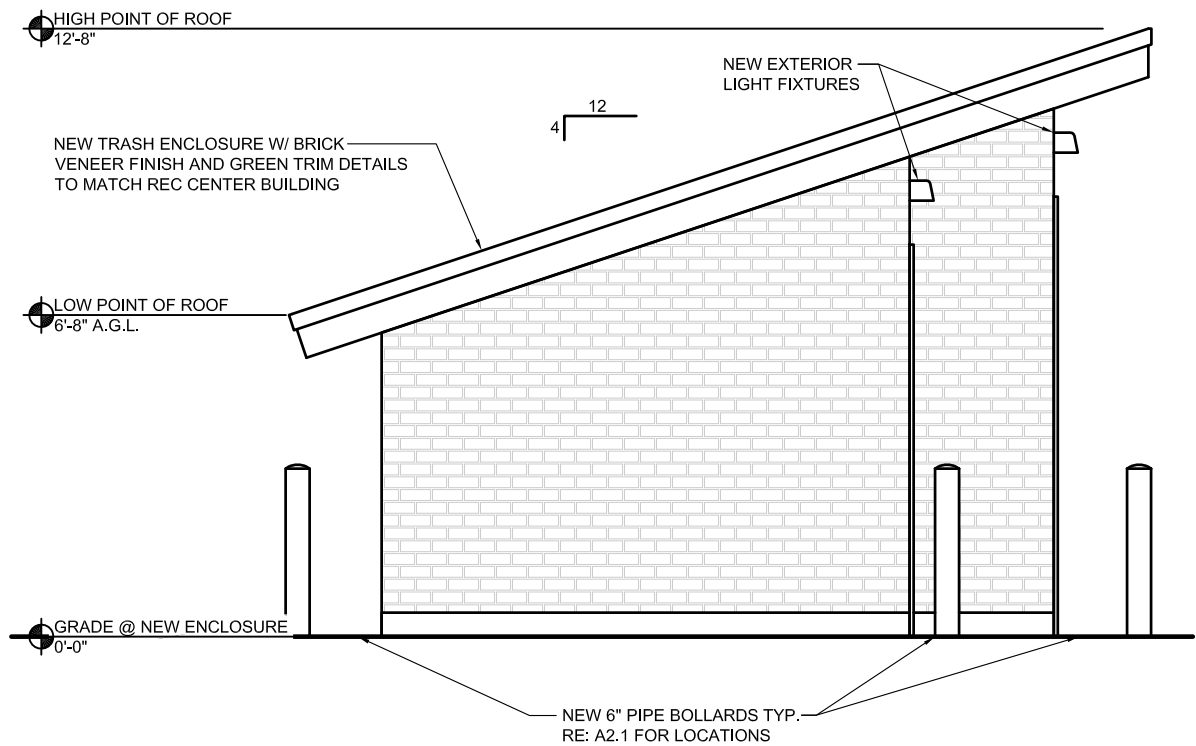 HIGH POINT OF ROOF
12'-8"
NEW EXTERIOR
LIGHT FIXTURES
12
4
NEW TRASH ENCLOSURE W/ BRICK
VENEER FINISH AND GREEN TRIM DETAILS
TO MATCH REC CENTER BUILDING
LOW POINT OF ROOF
6'-8" A.G.L.
GRADE @ NEW ENCLOSURE
0'-0"
NEW 6" PIPE BOLLARDS TYP.
RE: A2.1 FOR LOCATIONS